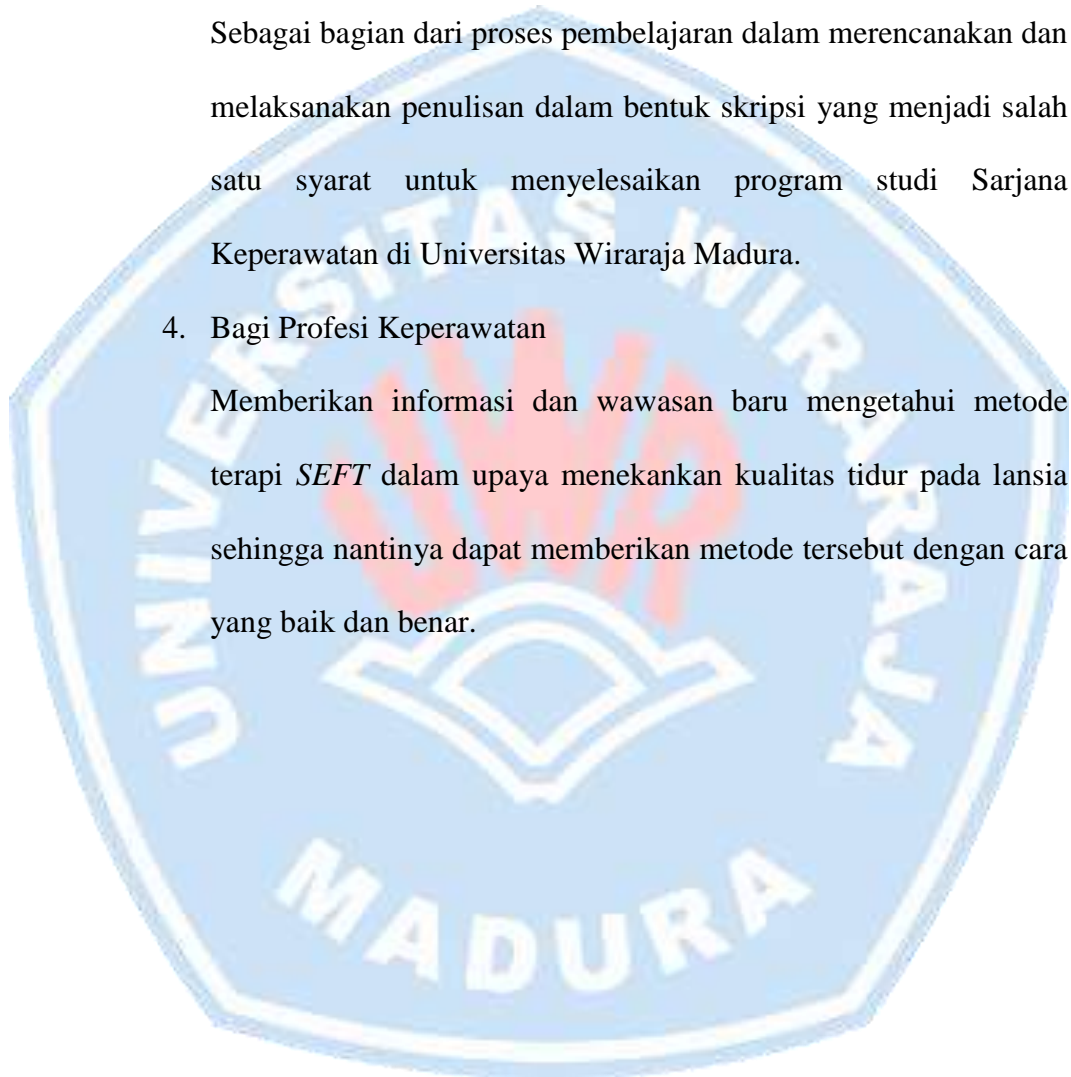 Sebagai bagian dari proses pembelajaran dalam merencanakan dan
melaksanakan penulisan dalam bentuk skripsi yang menjadi salah
satu syarat untuk menyelesaikan program studi Sarjana
Keperawatan di Universitas Wiraraja Madura.
4. Bagi Profesi Keperawatan
Memberikan informasi dan wawasan baru mengetahui metode
terapi SEFT dalam upaya menekankan kualitas tidur pada lansia
sehingga nantinya dapat memberikan metode tersebut dengan cara
yang baik dan benar.
UNIVERSITAS WIRARAJA
UWR
MADURA